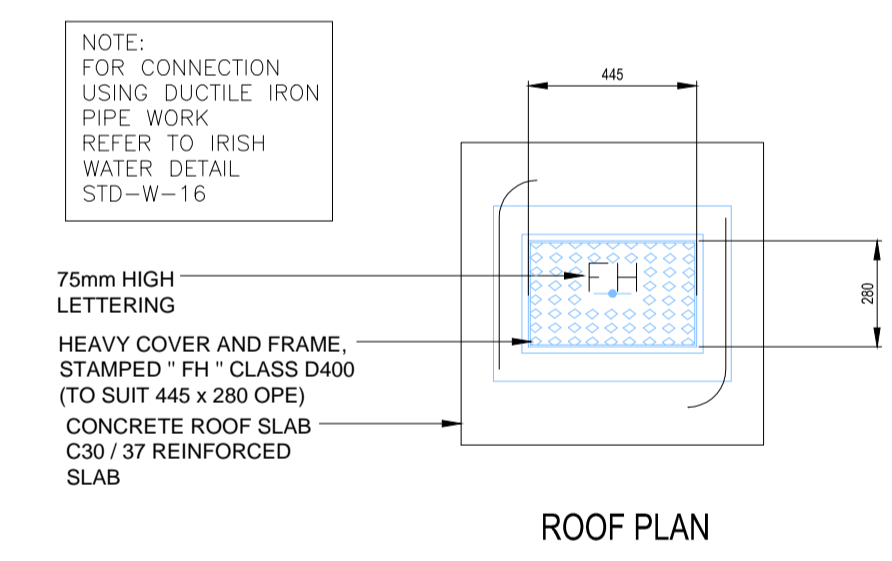 NOTE:
FOR CONNECTION
USING DUCTILE IRON
PIPE WORK
REFER TO IRISH
WATER DETAIL
STD-W-16
445
280
FH
75mm HIGH
LETTERING
HEAVY COVER AND FRAME,
STAMPED " FH " CLASS D400
(TO SUIT 445 x 280 OPE)
CONCRETE ROOF SLAB
C30 / 37 REINFORCED
SLAB
ROOF PLAN